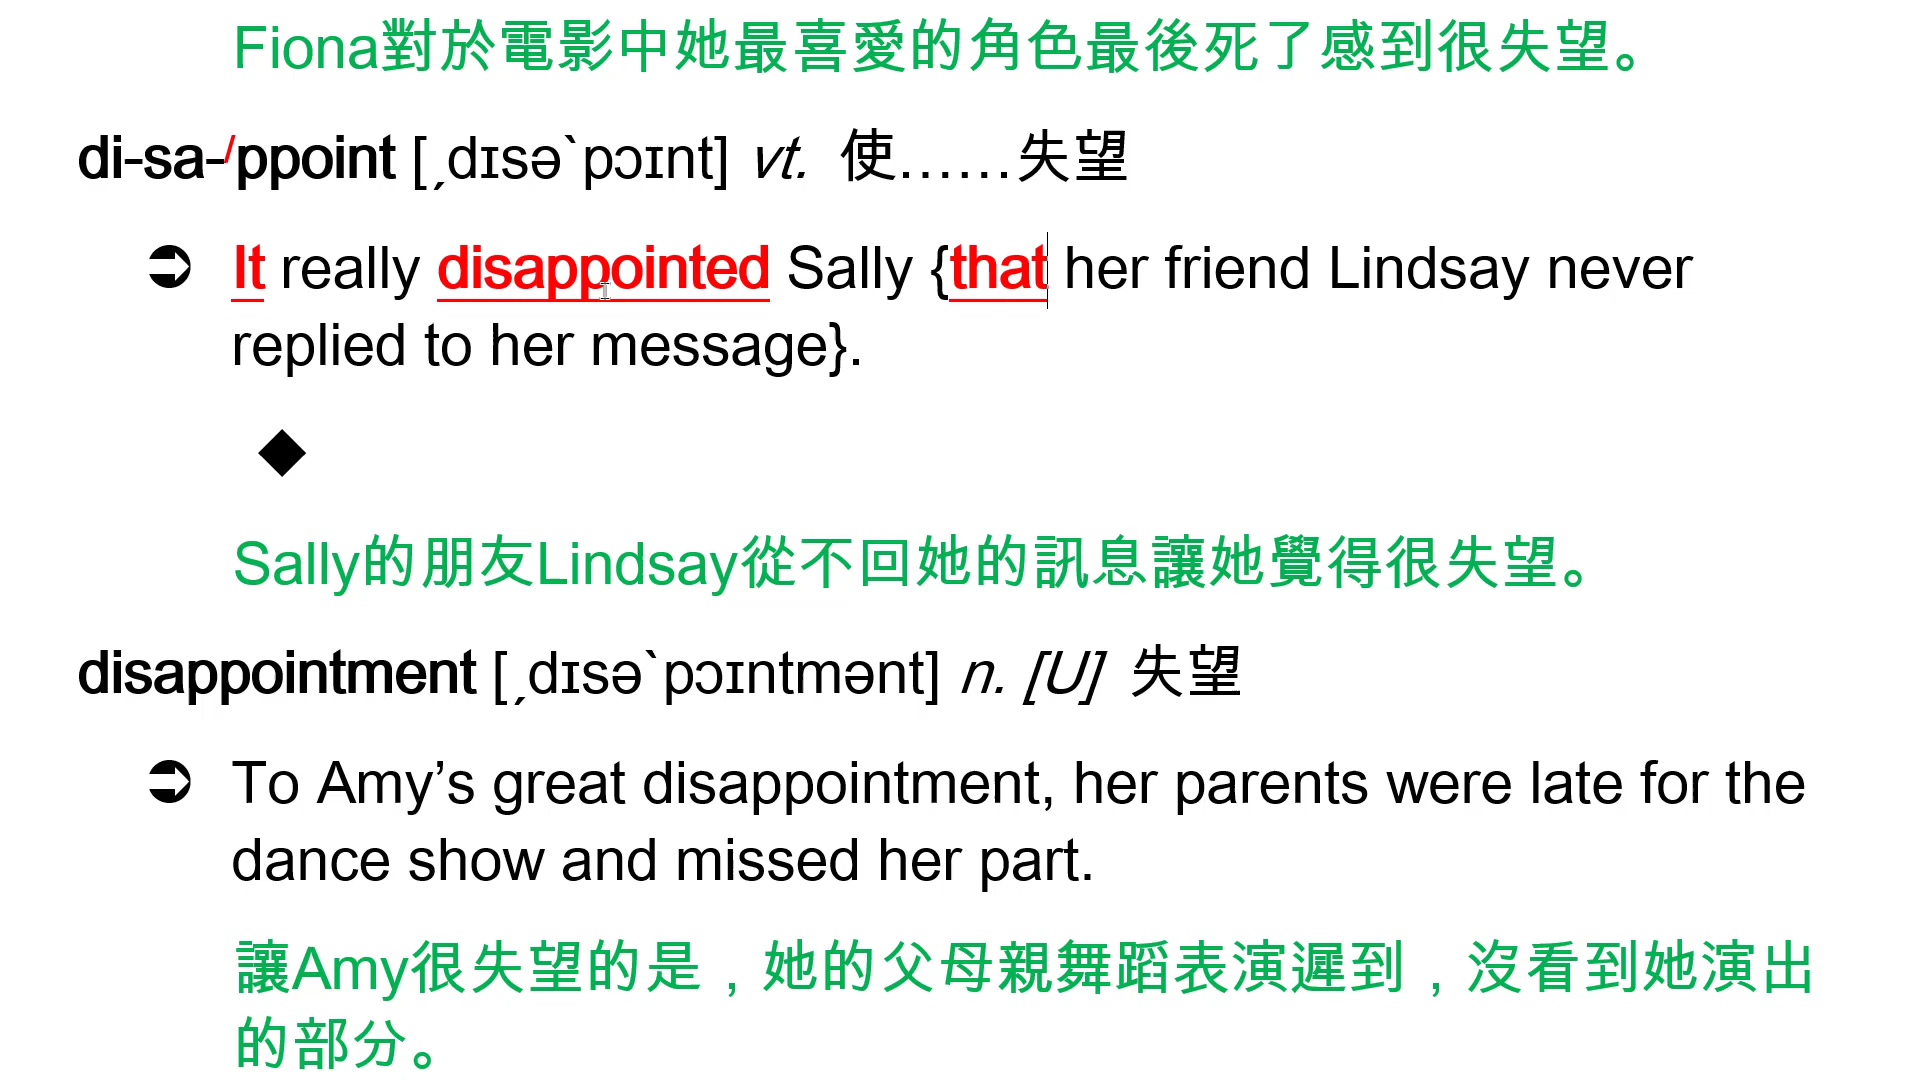 Fiona對於電影中她最喜愛的角色最後死了感到很失望。
di-sa-/ppoint [ˏdɪsəˋpɔɪnt] vt. 使……失望
➲ It really disappointed Sally {that her friend Lindsay never
replied to her message}.
◆
Sally的朋友Lindsay從不回她的訊息讓她覺得很失望。
disappointment [ˏdɪsəˋpɔɪntmənt] n. [U] 失望
➲ To Amy’s great disappointment, her parents were late for the
dance show and missed her part.
讓Amy很失望的是，她的父母親舞蹈表演遲到，沒看到她演出
的部分。